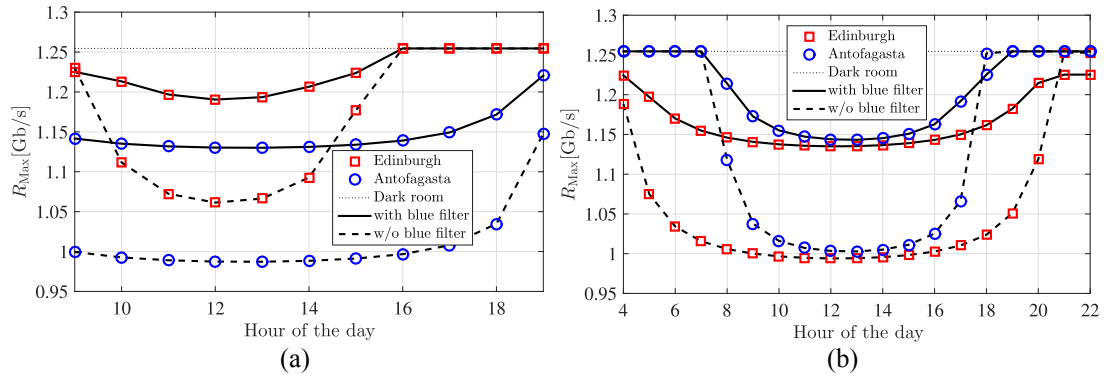 1.3
1.25
1.2
1.15
1.1
1.05
1
0.95
R_Max[Gb/s]
10 12 14 16 18
Hour of the day
Edinburgh
Antofagasta
Dark room
with blue filter
w/o blue filter
(a)
1.3
1.25
1.2
1.15
1.1
1.05
1
0.95
R_Max[Gb/s]
4 6 8 10 12 14 16 18 20 22
Hour of the day
Edinburgh
Antofagasta
Dark room
with blue filter
w/o blue filter
(b)